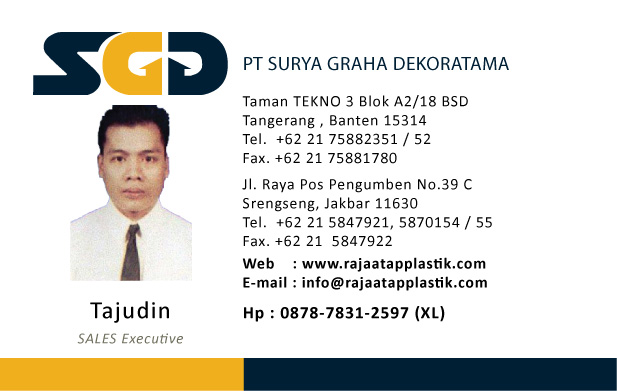 SGD
PT SURYA GRAHA DEKORATAMA
Taman TEKNO 3 Blok A2/18 BSD
Tangerang , Banten 15314
Tel.  +62 21 75882351 / 52
Fax. +62 21 75881780
Jl. Raya Pos Pengumben No.39 C
Srengseng, Jakbar 11630
Tel.  +62 21 5847921, 5870154 / 55
Fax. +62 21  5847922
Web    : www.rajaatapplastik.com
E-mail : info@rajaatapplastik.com
Hp : 0878-7831-2597 (XL)
Tajudin
SALES Executive